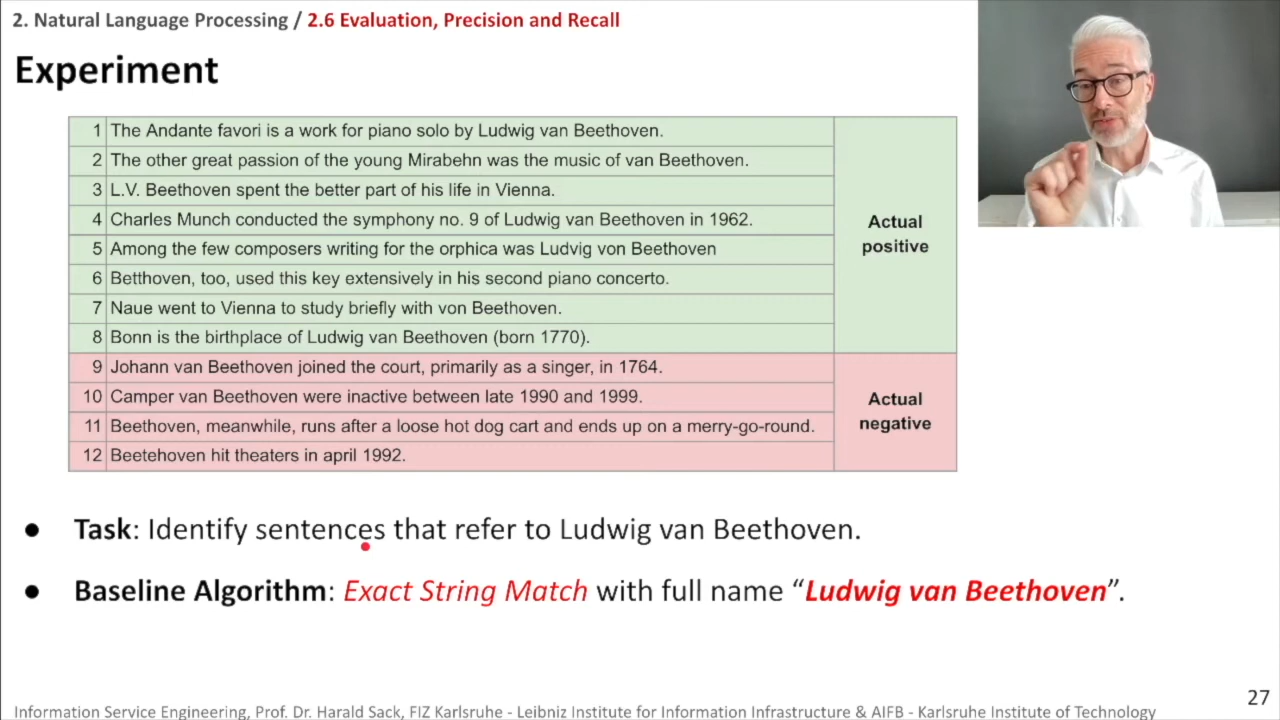 2. Natural Language Processing / 2.6 Evaluation, Precision and Recall
Experiment
1 The Andante favori is a work for piano solo by Ludwig van Beethoven.
2 The other great passion of the young Mirabehn was the music of van Beethoven.
3 L.V. Beethoven spent the better part of his life in Vienna.
4 Charles Munch conducted the symphony no. 9 of Ludwig van Beethoven in 1962.
5 Among the few composers writing for the orphica was Ludvig von Beethoven
6 Betthoven, too, used this key extensively in his second piano concerto.
7 Naue went to Vienna to study briefly with von Beethoven.
8 Bonn is the birthplace of Ludwig van Beethoven (born 1770).
Actual
positive
9 Johann van Beethoven joined the court, primarily as a singer, in 1764.
10 Camper van Beethoven were inactive between late 1990 and 1999.
11 Beethoven, meanwhile, runs after a loose hot dog cart and ends up on a merry-go-round.
12 Beetehoven hit theaters in april 1992.
Actual
negative
● Task: Identify sentences that refer to Ludwig van Beethoven.
● Baseline Algorithm: Exact String Match with full name “Ludwig van Beethoven”.
27
Information Service Engineering, Prof. Dr. Harald Sack, FIZ Karlsruhe - Leibniz Institute for Information Infrastructure & AIFB - Karlsruhe Institute of Technology